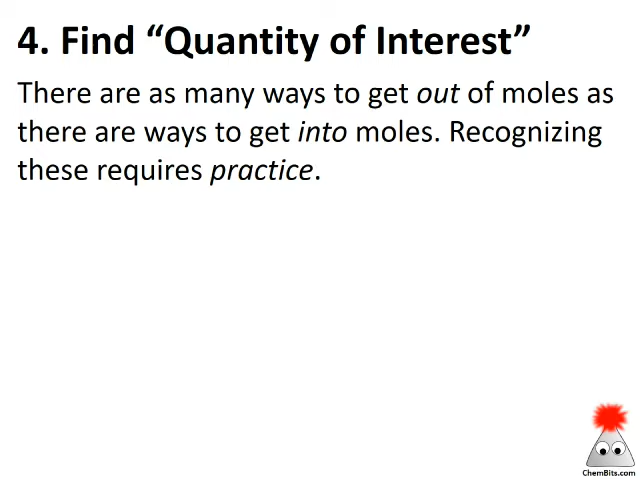 4. Find “Quantity of Interest”
There are as many ways to get out of moles as
there are ways to get into moles. Recognizing
these requires practice.
ChemBits.com